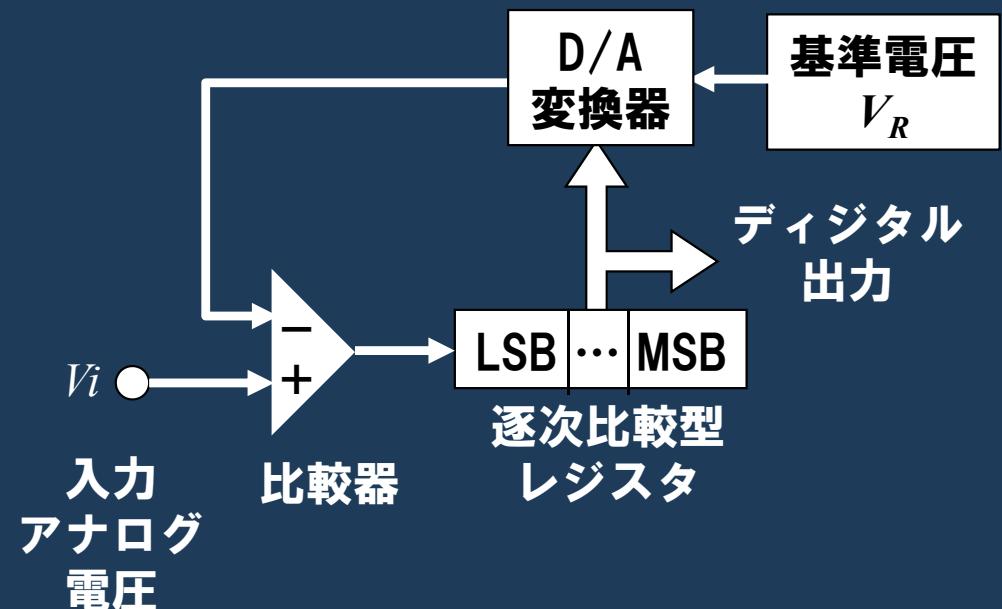 D/A
変換器
基準電圧
V_R
ディジタル
出力
−
+
Vi
LSB … MSB
逐次比較型
レジスタ
比較器
入力
アナログ
電圧